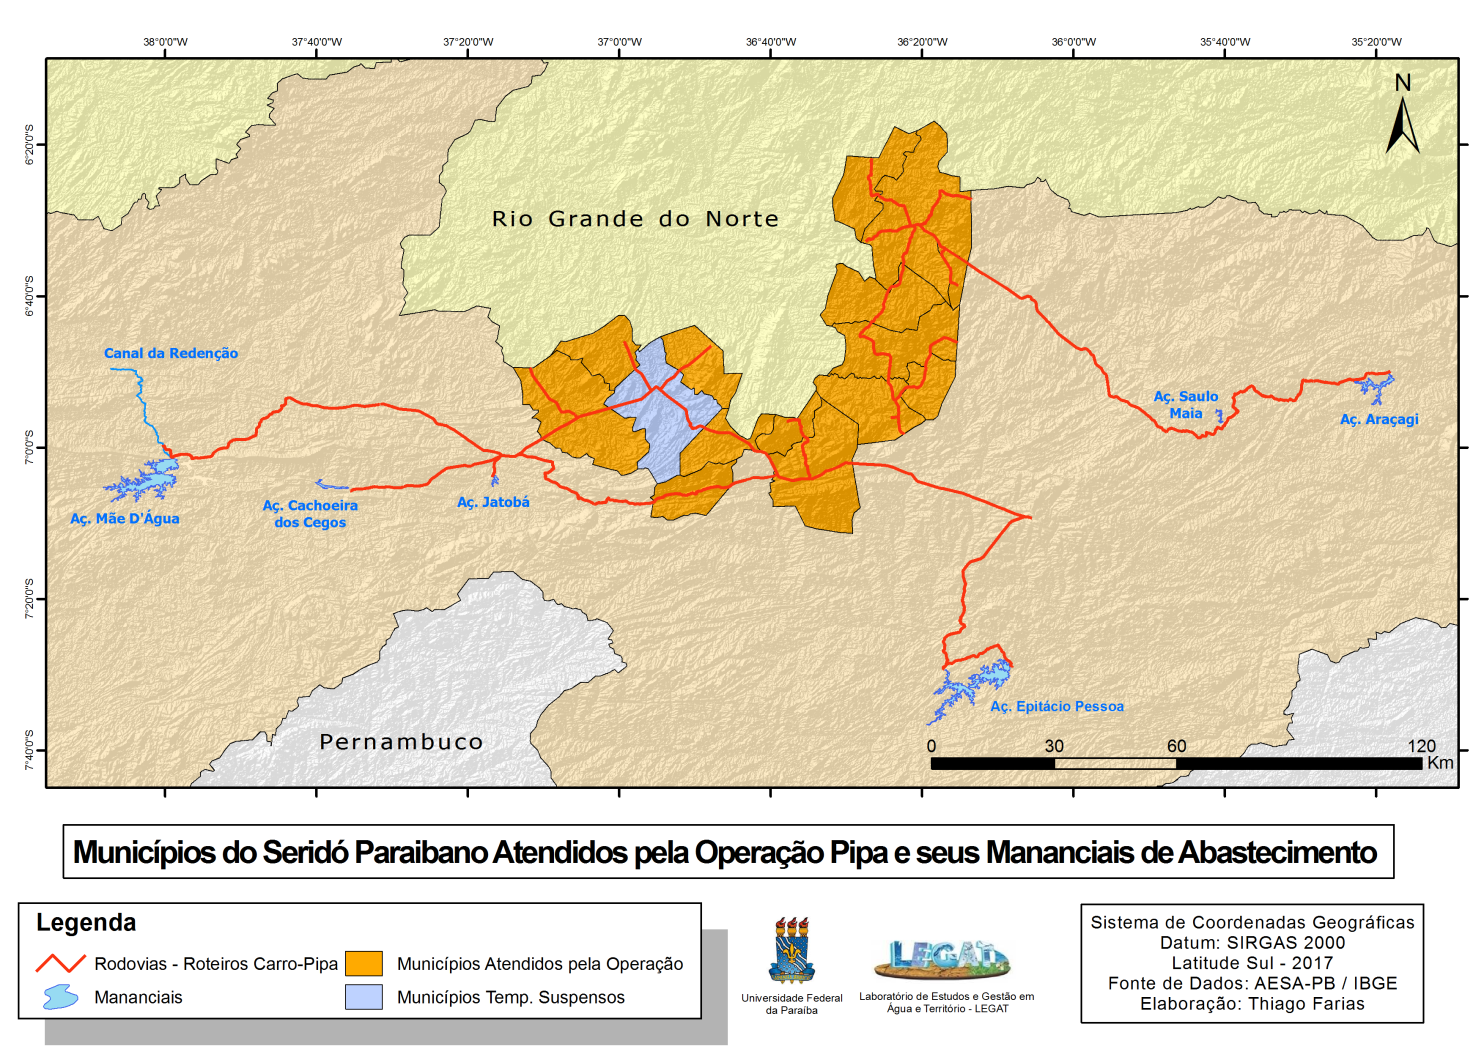 38°0'0"W 37°40'0"W 37°20'0"W 37°0'0"W 36°40'0"W 36°20'0"W 36°0'0"W 35°40'0"W 35°20'0"W
6°20'0"S
6°40'0"S
7°0'0"S
7°20'0"S
7°40'0"S
N
Rio Grande do Norte
Canal da Redenção
Aç. Saulo
Maia
Aç. Araçagi
Aç. Mãe D'Água
Aç. Cachoeira
dos Cegos
Aç. Jatobá
Aç. Epitácio Pessoa
Pernambuco
0 30 60 120
Km
Municípios do Seridó Paraibano Atendidos pela Operação Pipa e seus Mananciais de Abastecimento
Legenda
Rodovias - Roteiros Carro-Pipa
Municípios Atendidos pela Operação
Mananciais
Municípios Temp. Suspensos
LEGAT
Universidade Federal
da Paraíba
Laboratório de Estudos e Gestão em
Água e Território - LEGAT
Sistema de Coordenadas Geográficas
Datum: SIRGAS 2000
Latitude Sul - 2017
Fonte de Dados: AESA-PB / IBGE
Elaboração: Thiago Farias